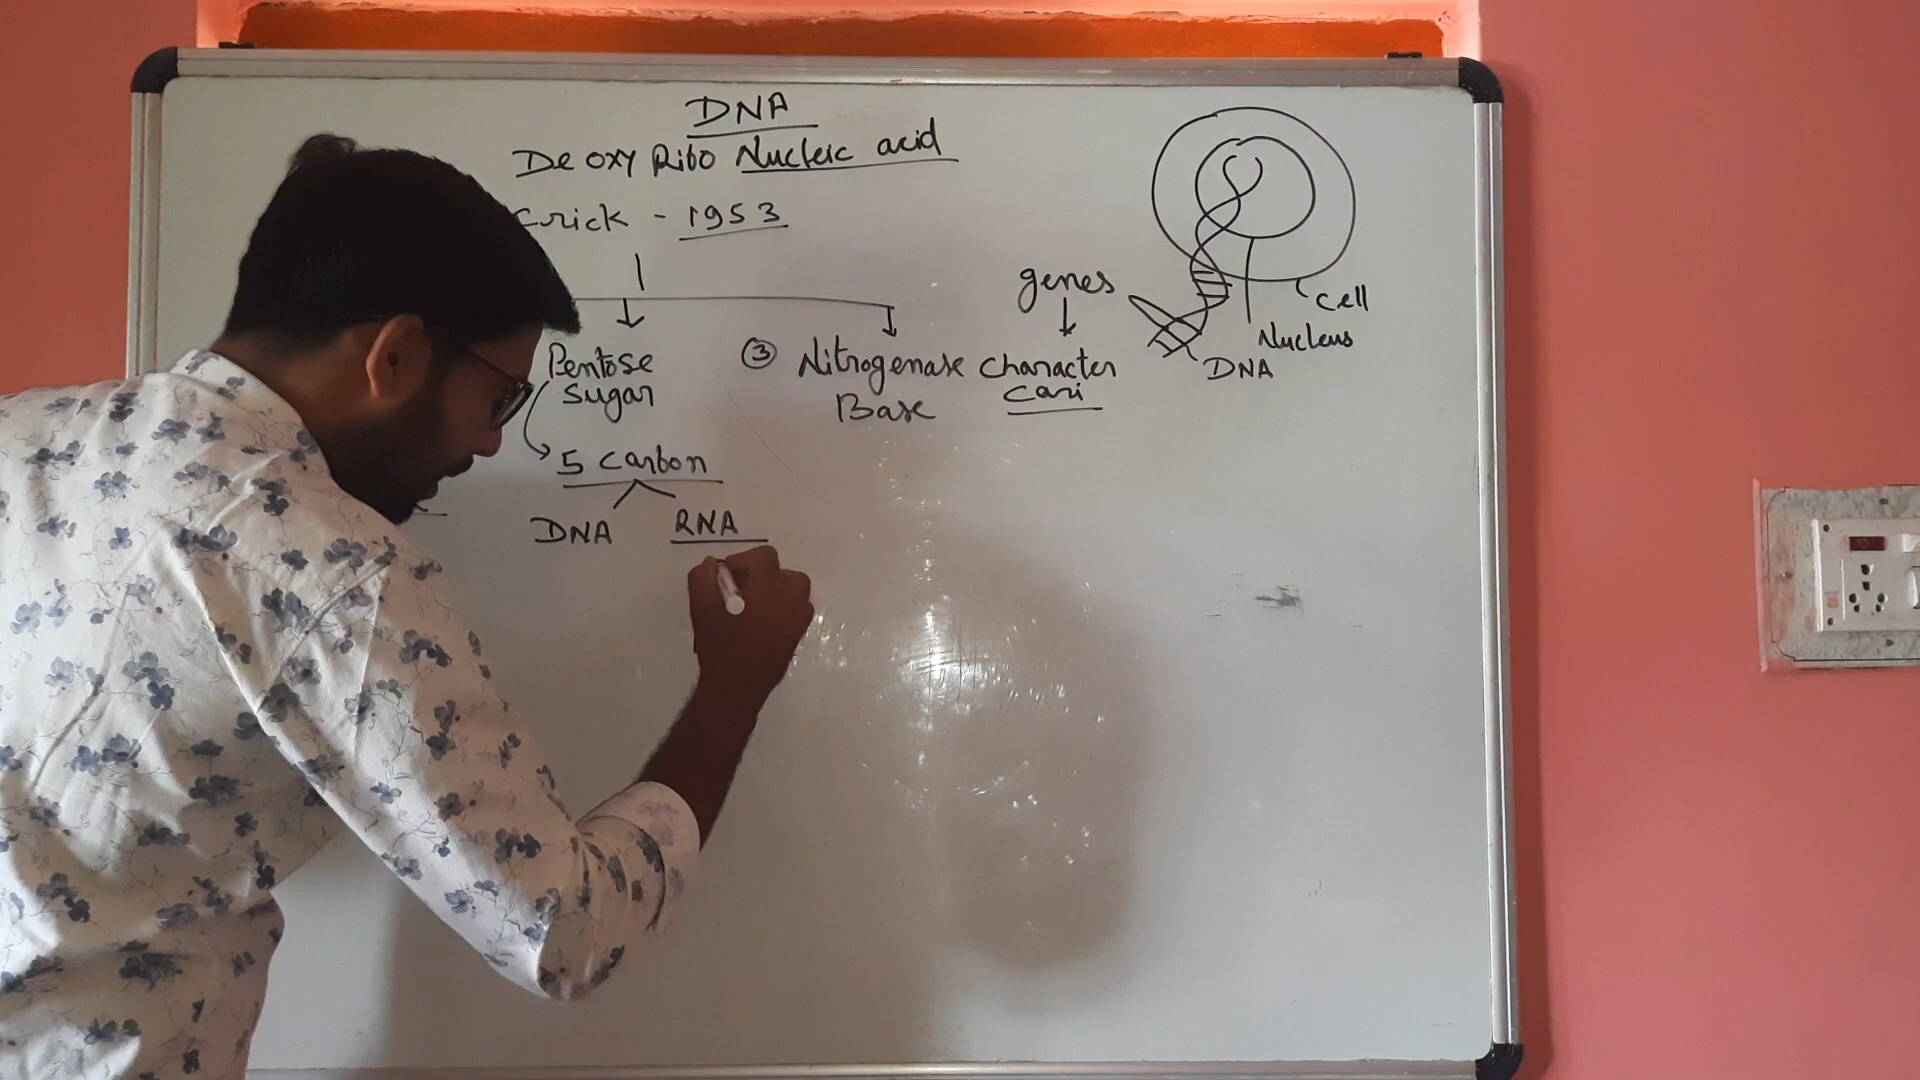 DNA
De oxy Ribo Nucleic acid
Crick - 1953
Pentose
sugar
5 carbon
DNA RNA
③ Nitrogenase
Base
genes
character
cari
cell
Nucleus
DNA